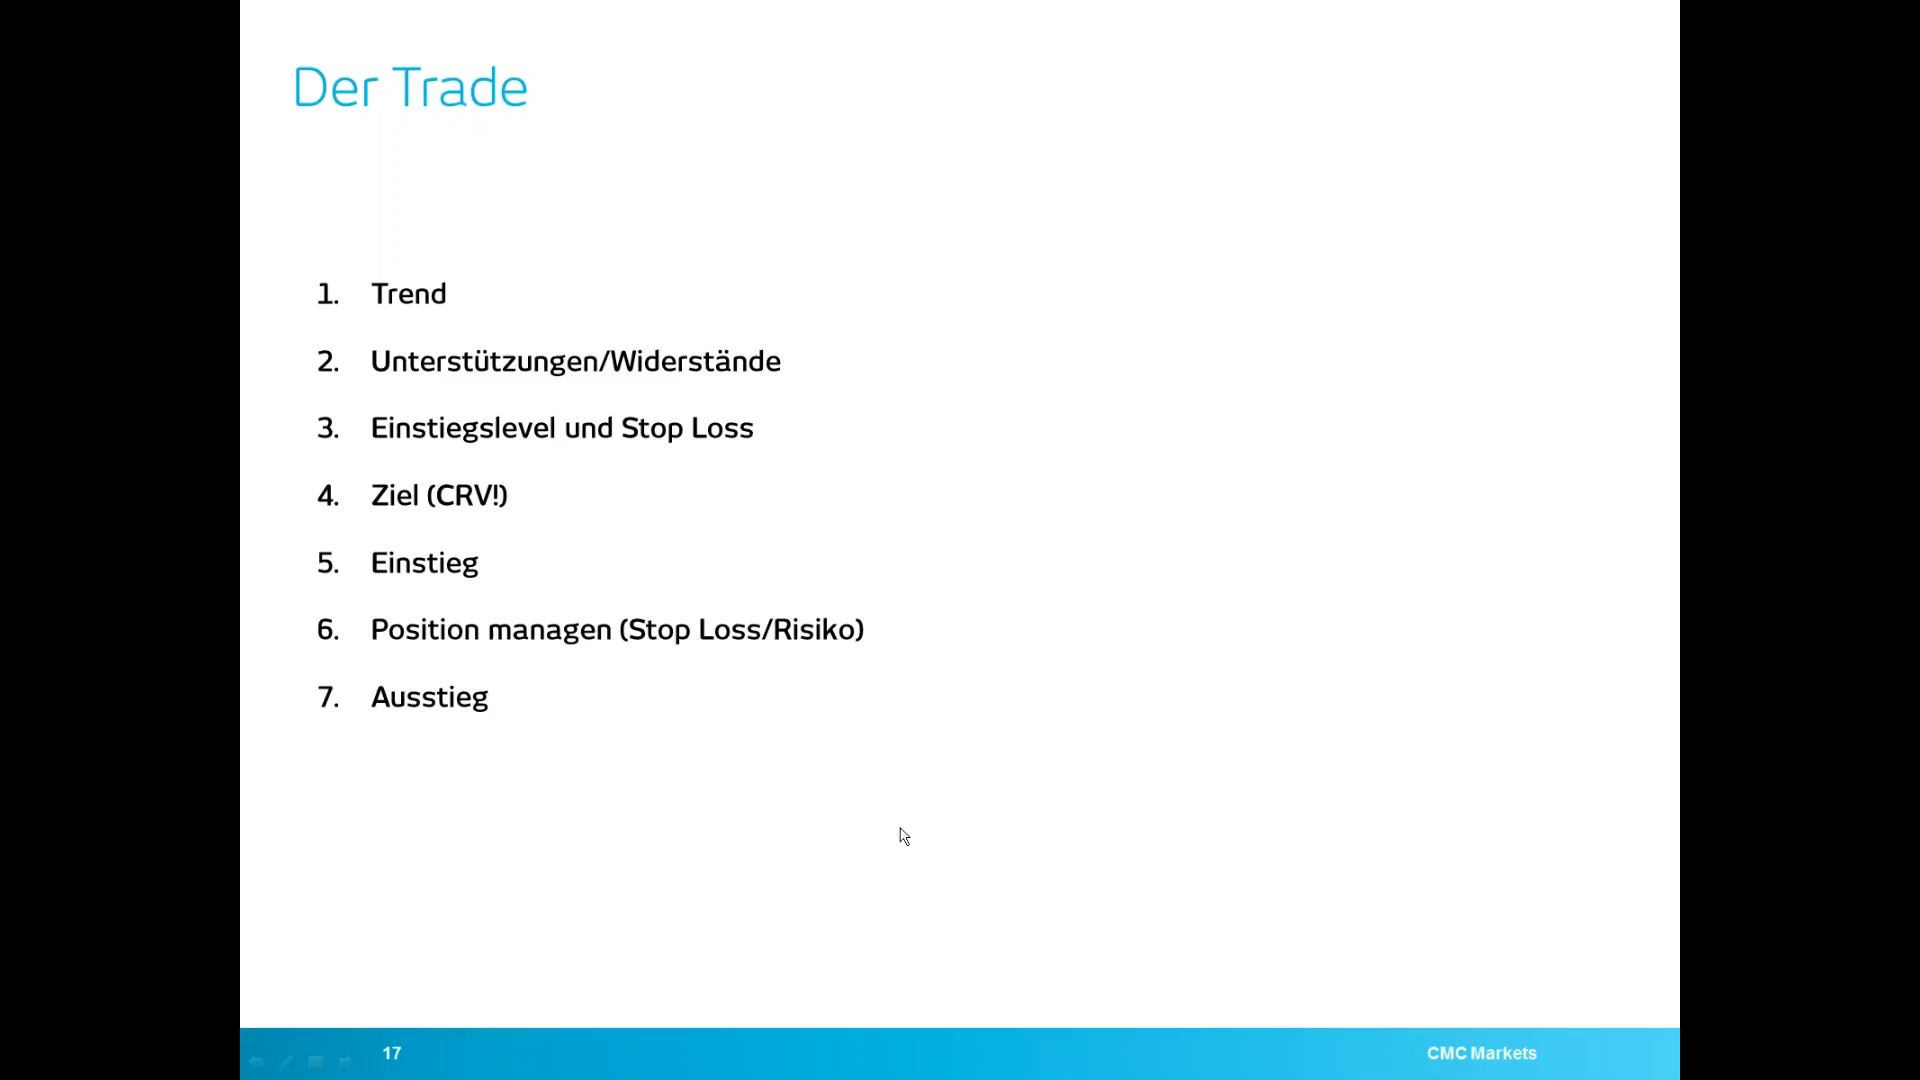 Der Trade
1. Trend
2. Unterstützungen/Widerstände
3. Einstiegslevel und Stop Loss
4. Ziel (CRV!)
5. Einstieg
6. Position managen (Stop Loss/Risiko)
7. Ausstieg
17
CMC Markets